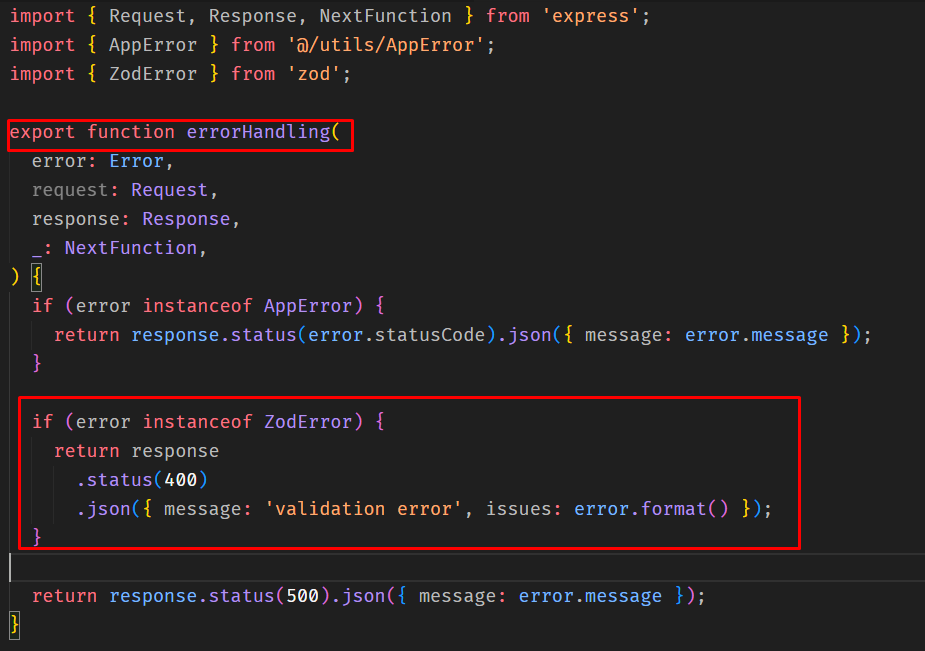 import { Request, Response, NextFunction } from 'express';
import { AppError } from '@/utils/AppError';
import { ZodError } from 'zod';
export function errorHandling(
error: Error,
request: Request,
response: Response,
_: NextFunction,
) {
if (error instanceof AppError) {
return response.status(error.statusCode).json({ message: error.message });
}
if (error instanceof ZodError) {
return response
.status(400)
.json({ message: 'validation error', issues: error.format() });
}
return response.status(500).json({ message: error.message });
}